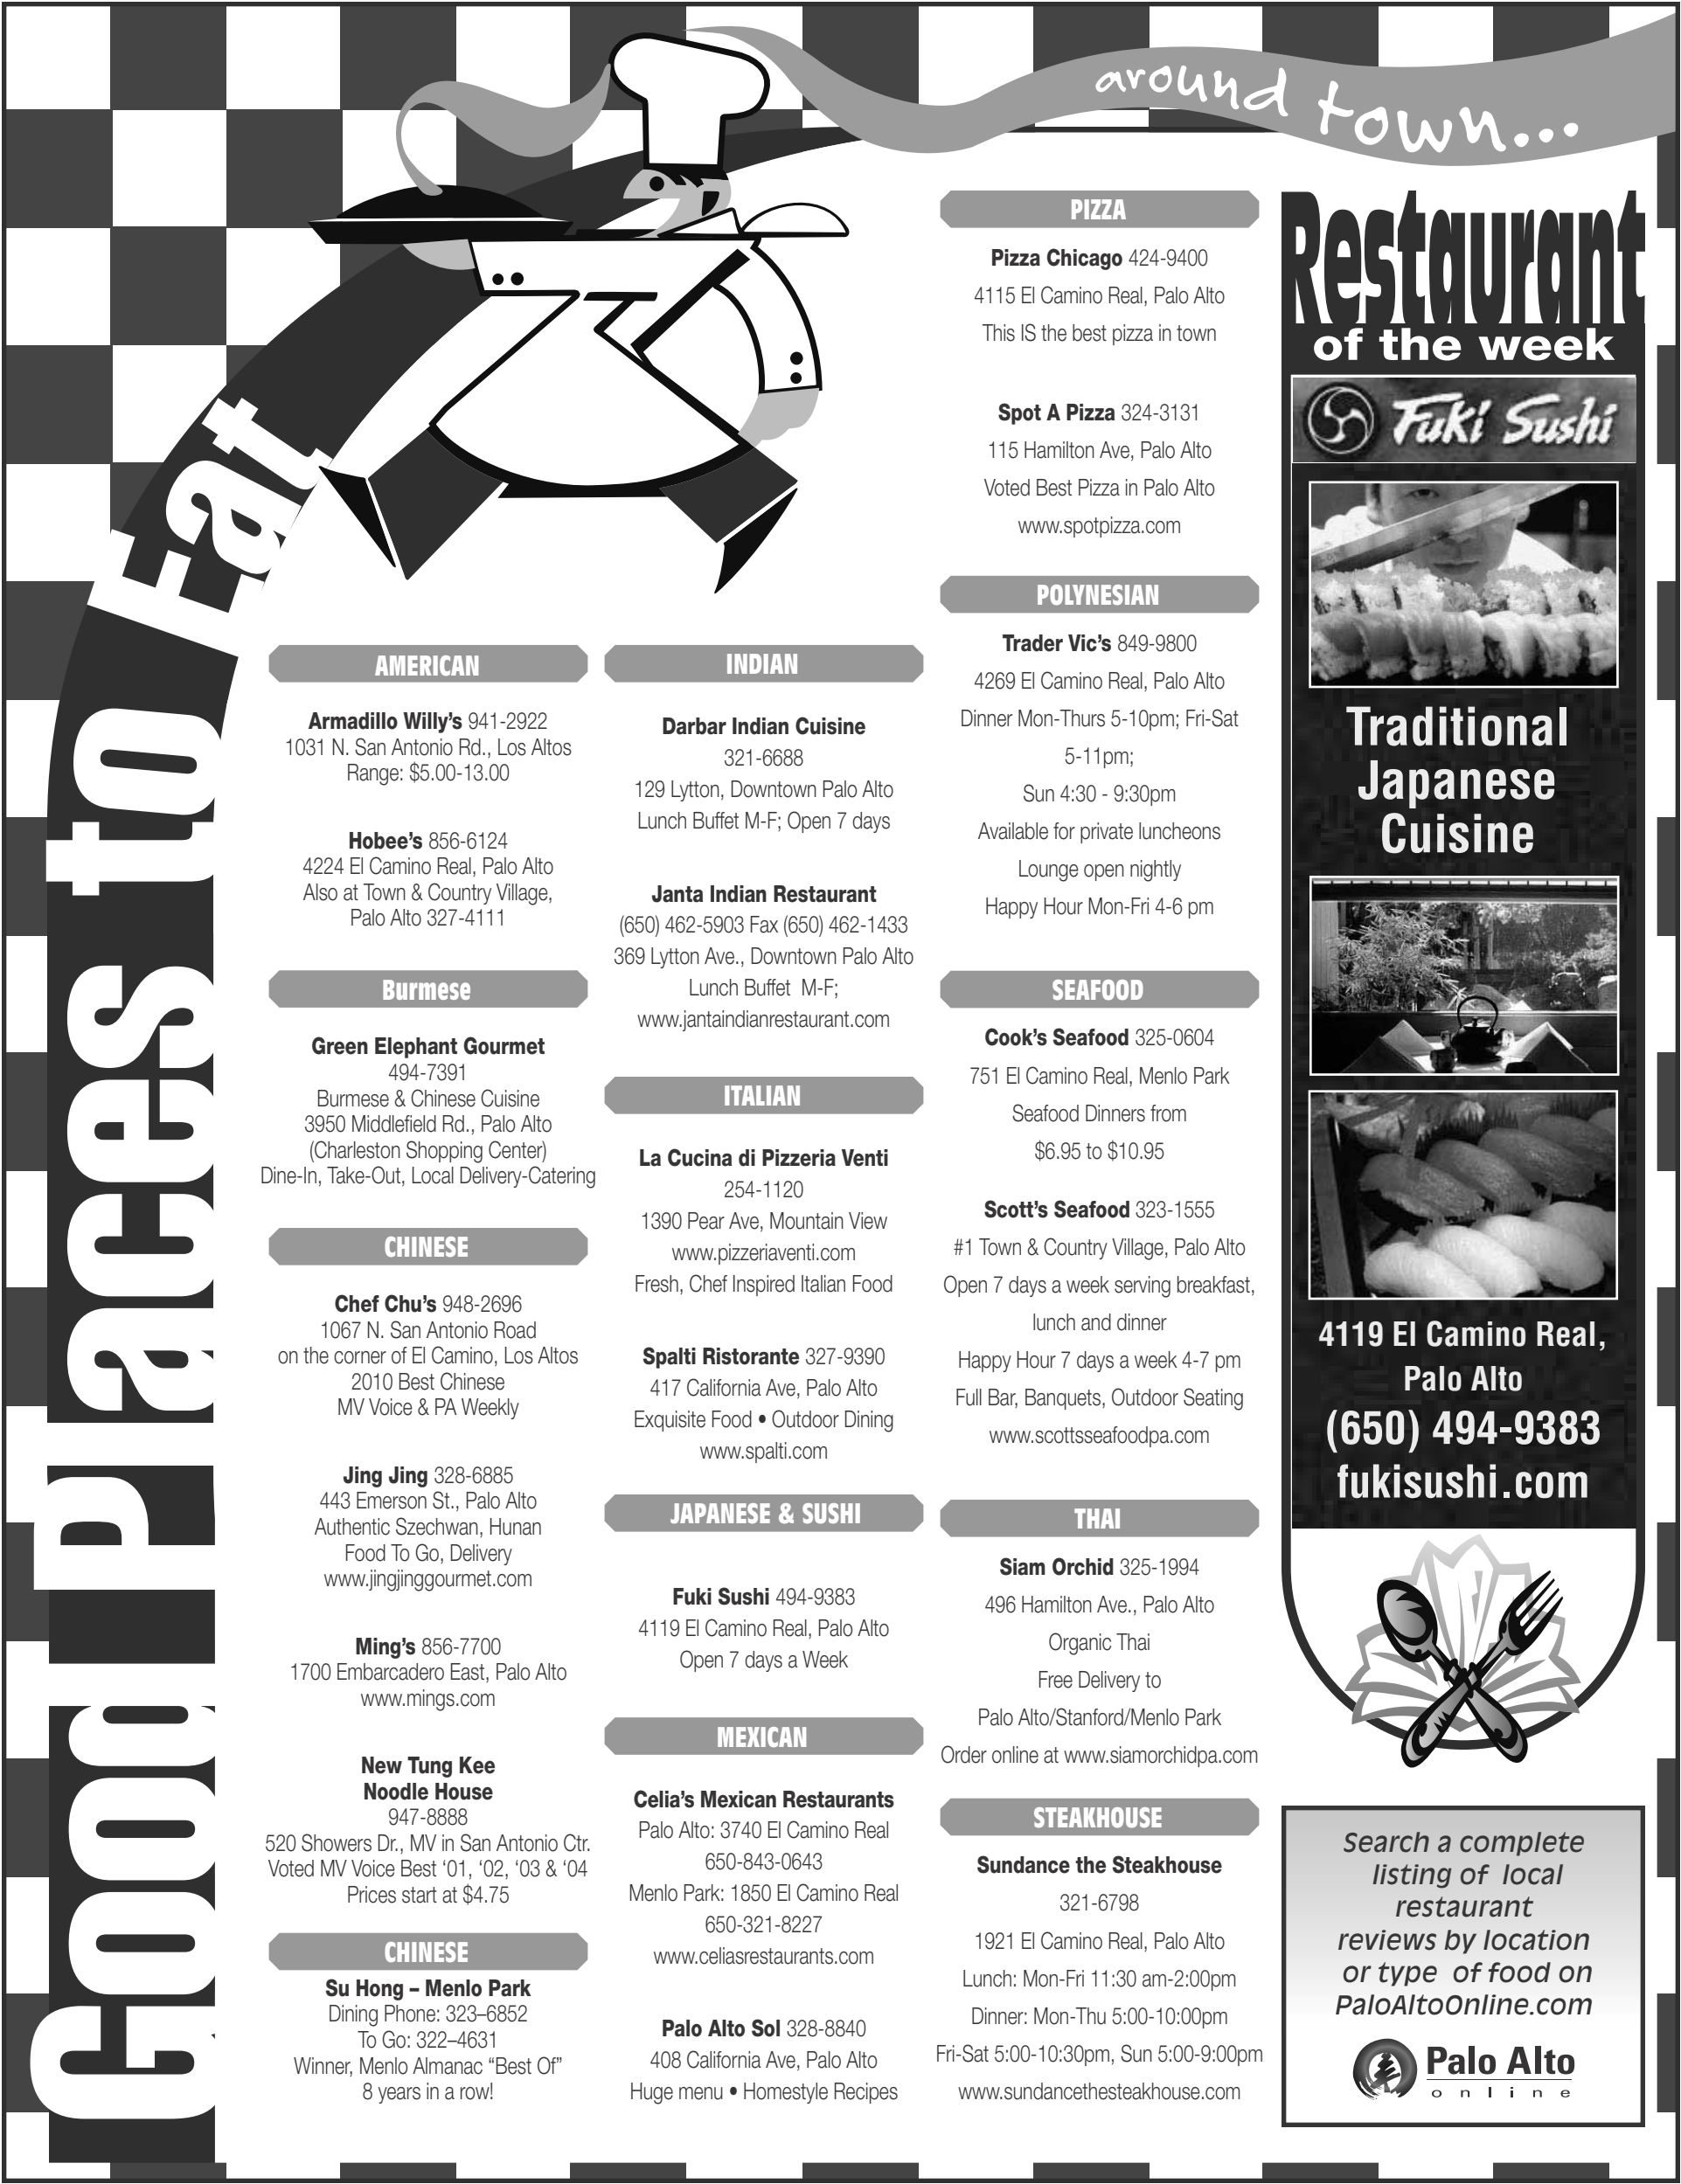 around town...
Good Places to Eat
AMERICAN
Armadillo Willy’s 941-2922
1031 N. San Antonio Rd., Los Altos
Range: $5.00-13.00
Hobee’s 856-6124
4224 El Camino Real, Palo Alto
Also at Town & Country Village,
Palo Alto 327-4111
Burmese
Green Elephant Gourmet
494-7391
Burmese & Chinese Cuisine
3950 Middlefield Rd., Palo Alto
(Charleston Shopping Center)
Dine-In, Take-Out, Local Delivery-Catering
CHINESE
Chef Chu’s 948-2696
1067 N. San Antonio Road
on the corner of El Camino, Los Altos
2010 Best Chinese
MV Voice & PA Weekly
Jing Jing 328-6885
443 Emerson St., Palo Alto
Authentic Szechwan, Hunan
Food To Go, Delivery
www.jingjinggourmet.com
Ming’s 856-7700
1700 Embarcadero East, Palo Alto
www.mings.com
New Tung Kee
Noodle House
947-8888
520 Showers Dr., MV in San Antonio Ctr.
Voted MV Voice Best ‘01, ‘02, ‘03 & ‘04
Prices start at $4.75
CHINESE
Su Hong – Menlo Park
Dining Phone: 323–6852
To Go: 322–4631
Winner, Menlo Almanac “Best Of”
8 years in a row!
INDIAN
Darbar Indian Cuisine
321-6688
129 Lytton, Downtown Palo Alto
Lunch Buffet M-F; Open 7 days
Janta Indian Restaurant
(650) 462-5903 Fax (650) 462-1433
369 Lytton Ave., Downtown Palo Alto
Lunch Buffet M-F;
www.jantaindianrestaurant.com
ITALIAN
La Cucina di Pizzeria Venti
254-1120
1390 Pear Ave, Mountain View
www.pizzeriaventi.com
Fresh, Chef Inspired Italian Food
Spalti Ristorante 327-9390
417 California Ave, Palo Alto
Exquisite Food • Outdoor Dining
www.spalti.com
JAPANESE & SUSHI
Fuki Sushi 494-9383
4119 El Camino Real, Palo Alto
Open 7 days a Week
MEXICAN
Celia’s Mexican Restaurants
Palo Alto: 3740 El Camino Real
650-843-0643
Menlo Park: 1850 El Camino Real
650-321-8227
www.celiasrestaurants.com
Palo Alto Sol 328-8840
408 California Ave, Palo Alto
Huge menu • Homestyle Recipes
PIZZA
Pizza Chicago 424-9400
4115 El Camino Real, Palo Alto
This IS the best pizza in town
Spot A Pizza 324-3131
115 Hamilton Ave, Palo Alto
Voted Best Pizza in Palo Alto
www.spotpizza.com
POLYNESIAN
Trader Vic’s 849-9800
4269 El Camino Real, Palo Alto
Dinner Mon-Thurs 5-10pm; Fri-Sat
5-11pm;
Sun 4:30 - 9:30pm
Available for private luncheons
Lounge open nightly
Happy Hour Mon-Fri 4-6 pm
SEAFOOD
Cook’s Seafood 325-0604
751 El Camino Real, Menlo Park
Seafood Dinners from
$6.95 to $10.95
Scott’s Seafood 323-1555
#1 Town & Country Village, Palo Alto
Open 7 days a week serving breakfast,
lunch and dinner
Happy Hour 7 days a week 4-7 pm
Full Bar, Banquets, Outdoor Seating
www.scottsseafoodpa.com
THAI
Siam Orchid 325-1994
496 Hamilton Ave., Palo Alto
Organic Thai
Free Delivery to
Palo Alto/Stanford/Menlo Park
Order online at www.siamorchidpa.com
STEAKHOUSE
Sundance the Steakhouse
321-6798
1921 El Camino Real, Palo Alto
Lunch: Mon-Fri 11:30 am-2:00pm
Dinner: Mon-Thu 5:00-10:00pm
Fri-Sat 5:00-10:30pm, Sun 5:00-9:00pm
www.sundancethesteakhouse.com
Restaurant
of the week
Fuki Sushi
Traditional
Japanese
Cuisine
4119 El Camino Real,
Palo Alto
(650) 494-9383
fukisushi.com
Search a complete
listing of local
restaurant
reviews by location
or type of food on
PaloAltoOnline.com
Palo Alto
online